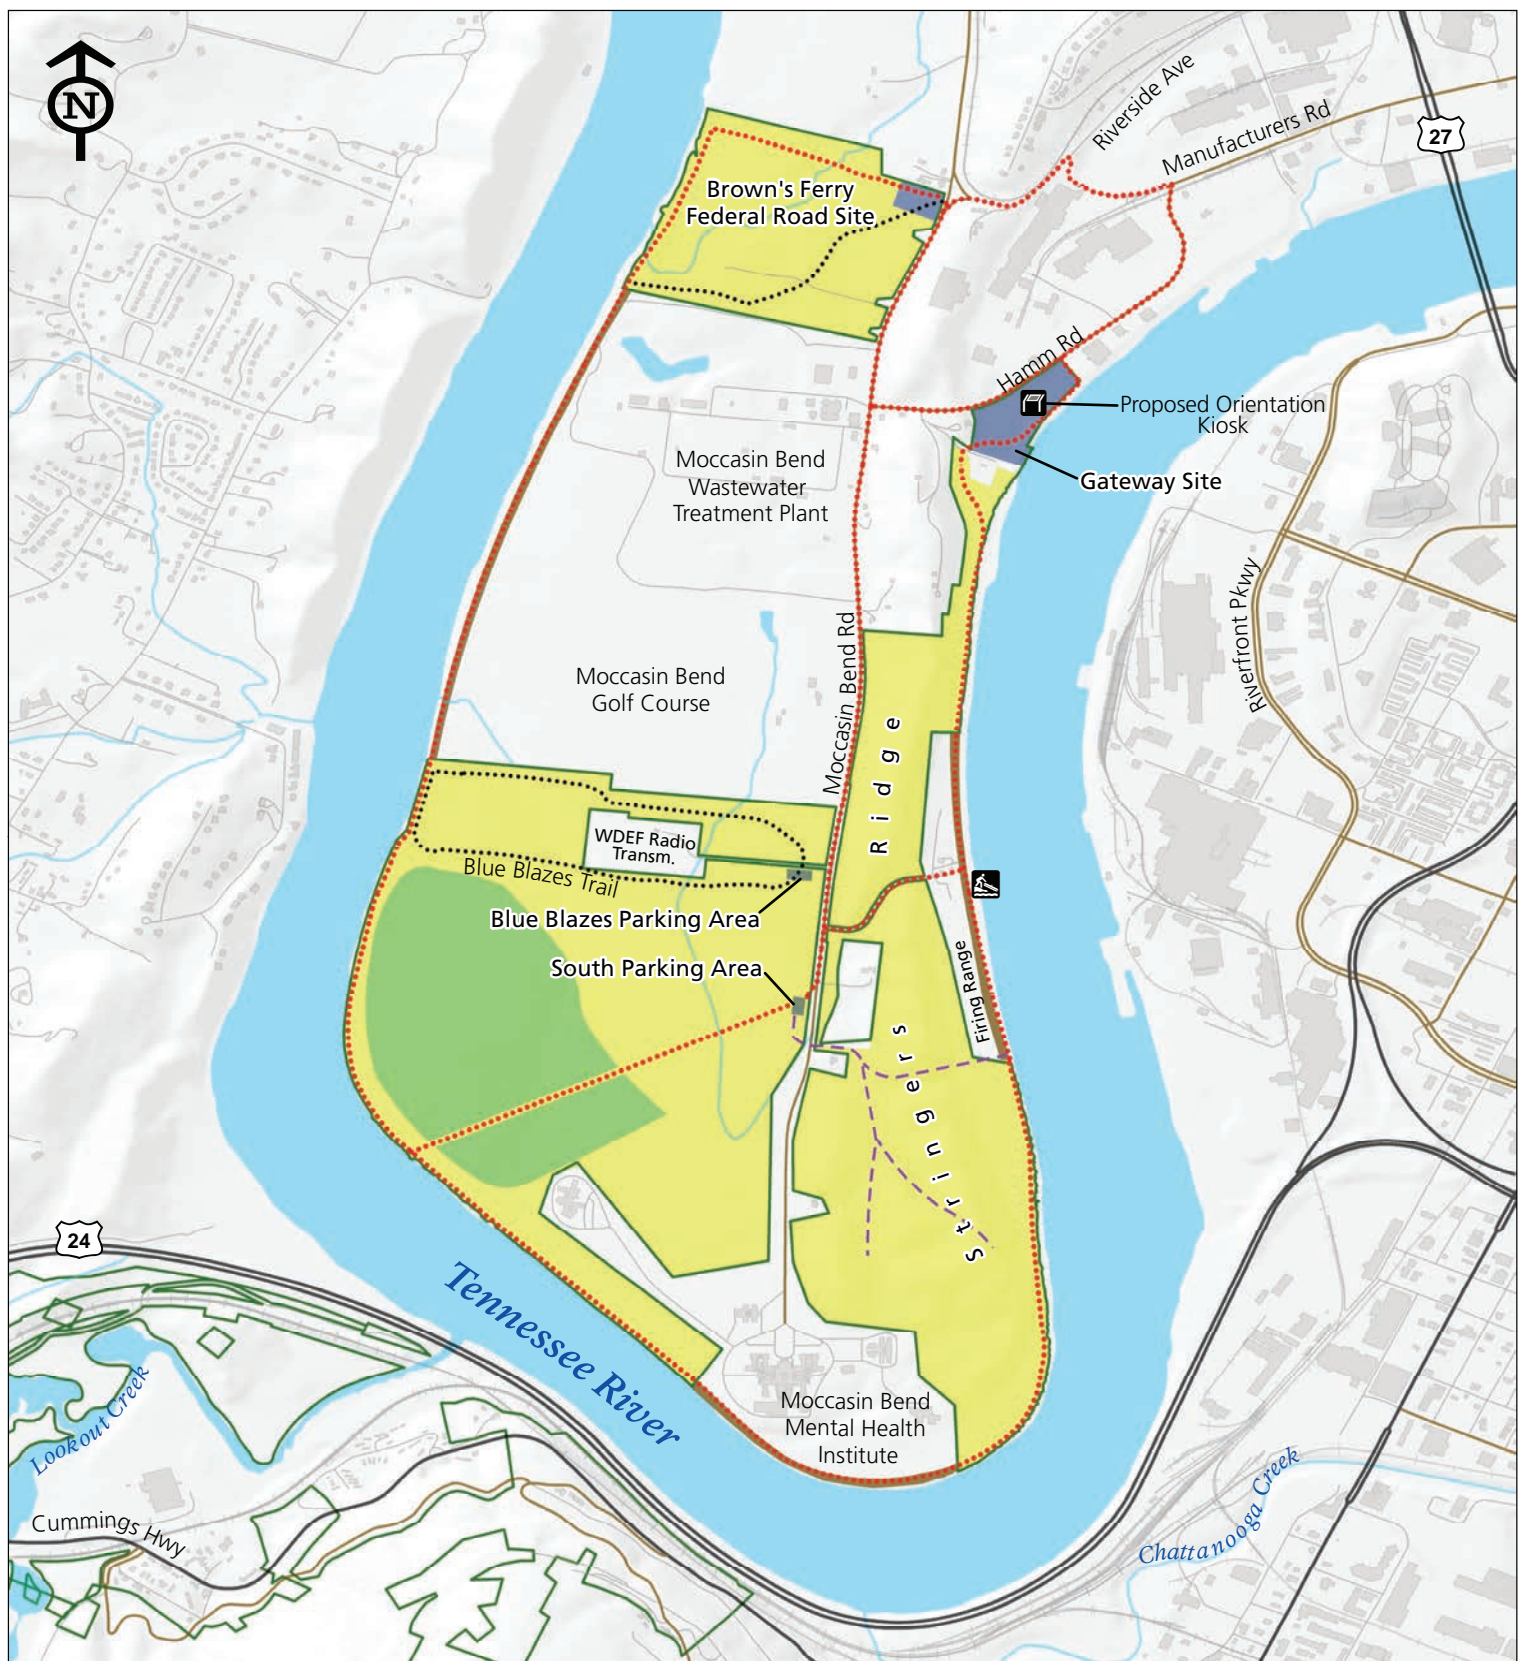 N
Riverside Ave
Manufacturers Rd
27
Brown's Ferry
Federal Road Site
Hamm Rd
Proposed Orientation
Kiosk
Gateway Site
Moccasin Bend
Wastewater
Treatment Plant
Riverfront Pkwy
Moccasin Bend Rd
Moccasin Bend
Golf Course
WDEF Radio
Transm.
Blue Blazes Trail
Blue Blazes Parking Area
South Parking Area
Firing Range
Stringers Ridge
24
Tennessee River
Moccasin Bend
Mental Health
Institute
Lookout Creek
Cummings Hwy
Chattanooga Creek